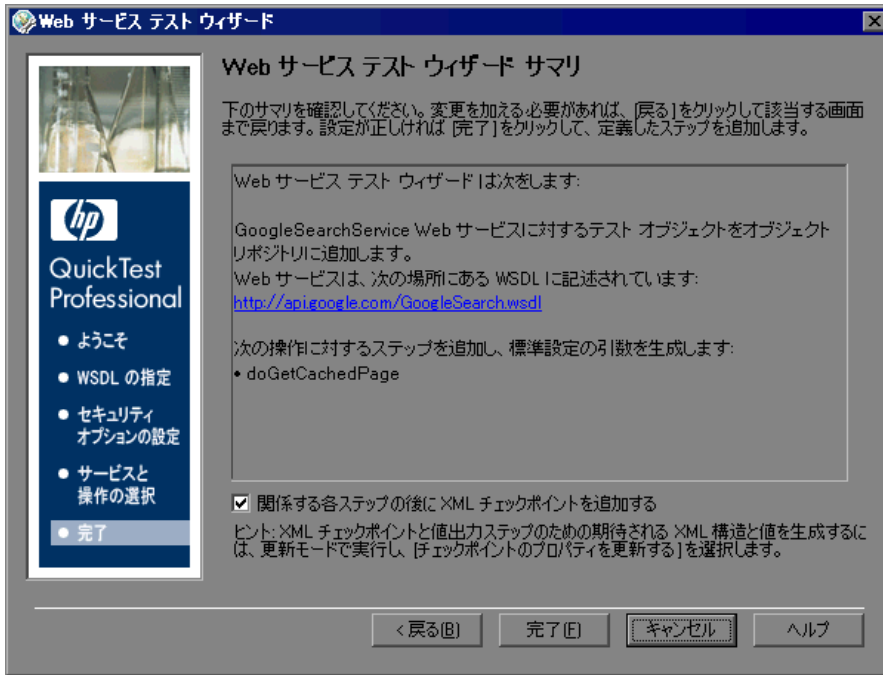 Web サービス テスト ウィザード
Web サービス テスト ウィザード サマリ
下のサマリを確認してください。変更を加える必要があれば、[戻る]をクリックして該当する画面
まで戻ります。設定が正しければ [完了]をクリックして、定義したステップを追加します。
hp
QuickTest
Professional
• ようこそ
• WSDL の指定
• セキュリティ
オプションの設定
• サービスと
操作の選択
• 完了
Web サービス テスト ウィザード は次をします:
GoogleSearchService Web サービスに対するテスト オブジェクトをオブジェクト
リポジトリに追加します。
Web サービスは、次の場所にある WSDL に記述されています:
http://api.google.com/GoogleSearch.wsdl
次の操作に対するステップを追加し、標準設定の引数を生成します:
• doGetCachedPage
関係する各ステップの後に XML チェックポイントを追加する
ヒント: XML チェックポイントと値出力ステップのための期待される XML 構造と値を生成するに
は、更新モードで実行し、[チェックポイントのプロパティを更新する]を選択します。
< 戻る(B)
完了(F)
キャンセル
ヘルプ